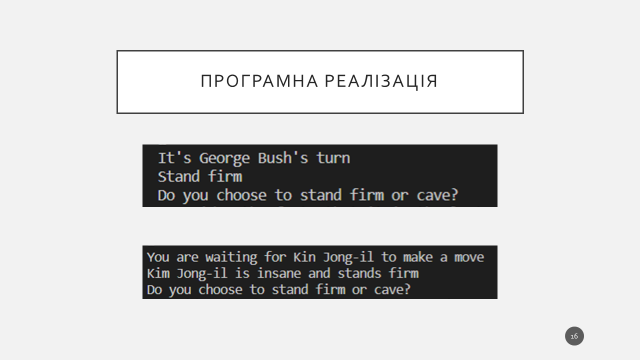 ПРОГРАМНА РЕАЛІЗАЦІЯ
It's George Bush's turn
Stand firm
Do you choose to stand firm or cave?
You are waiting for Kin Jong-il to make a move
Kim Jong-il is insane and stands firm
Do you choose to stand firm or cave?
16